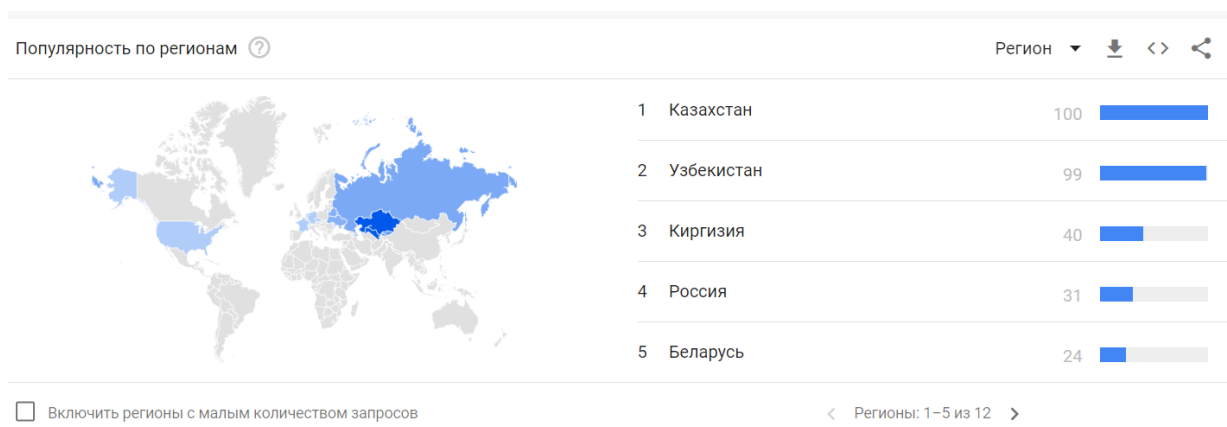 Популярность по регионам
Регион
1 Казахстан 100
2 Узбекистан 99
3 Киргизия 40
4 Россия 31
5 Беларусь 24
Включить регионы с малым количеством запросов
Регионы: 1–5 из 12